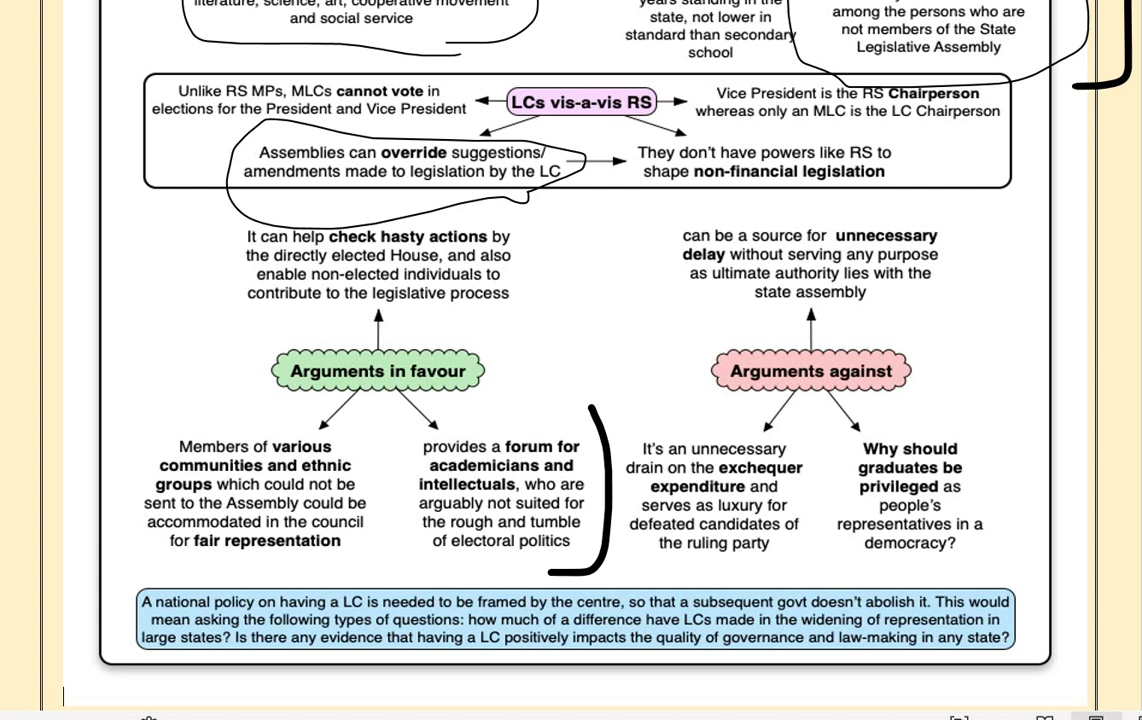 literature, science, art, cooperative movement
and social service
years standing in the
state, not lower in
standard than secondary
school
among the persons who are
not members of the State
Legislative Assembly
Unlike RS MPs, MLCs cannot vote in
elections for the President and Vice President
LCs vis-a-vis RS
Vice President is the RS Chairperson
whereas only an MLC is the LC Chairperson
Assemblies can override suggestions/
amendments made to legislation by the LC
They don't have powers like RS to
shape non-financial legislation
It can help check hasty actions by
the directly elected House, and also
enable non-elected individuals to
contribute to the legislative process
can be a source for unnecessary
delay without serving any purpose
as ultimate authority lies with the
state assembly
Arguments in favour
Arguments against
Members of various
communities and ethnic
groups which could not be
sent to the Assembly could be
accommodated in the council
for fair representation
provides a forum for
academicians and
intellectuals, who are
arguably not suited for
the rough and tumble
of electoral politics
It's an unnecessary
drain on the exchequer
expenditure and
serves as luxury for
defeated candidates of
the ruling party
Why should
graduates be
privileged as
people's
representatives in a
democracy?
A national policy on having a LC is needed to be framed by the centre, so that a subsequent govt doesn't abolish it. This would
mean asking the following types of questions: how much of a difference have LCs made in the widening of representation in
large states? Is there any evidence that having a LC positively impacts the quality of governance and law-making in any state?